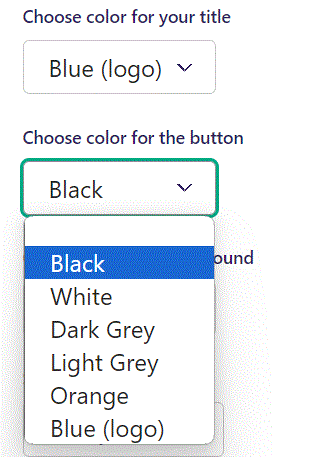 Choose color for your title
Blue (logo)
Choose color for the button
Black
ound
Black
White
Dark Grey
Light Grey
Orange
Blue (logo)